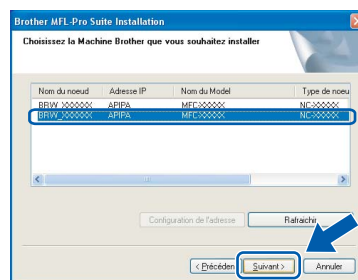 Brother MFL-Pro Suite Installation
Choisissez la Machine Brother que vous souhaitez installer
Nom du noeud Adresse IP Nom du Model Type de noeu
BRW_XXXXXX APIPA MFC-XXXXX NC-XXXXX
BRW_XXXXXX APIPA MFC-XXXXX NC-XXXXX
Configuration de l'adresse Rafraichir
< Précéden Suivant > Annuler